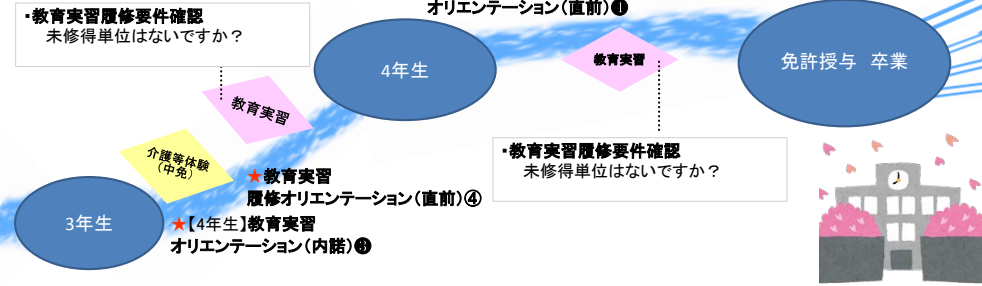 オリエンテーション（直前）❶
・教育実習履修要件確認
未修得単位はないですか？
4年生
教育実習
免許授与　卒業
教育実習
介護等体験
（中免）
・教育実習履修要件確認
未修得単位はないですか？
★教育実習
履修オリエンテーション（直前）④
3年生
★【4年生】教育実習
オリエンテーション（内諾）❸